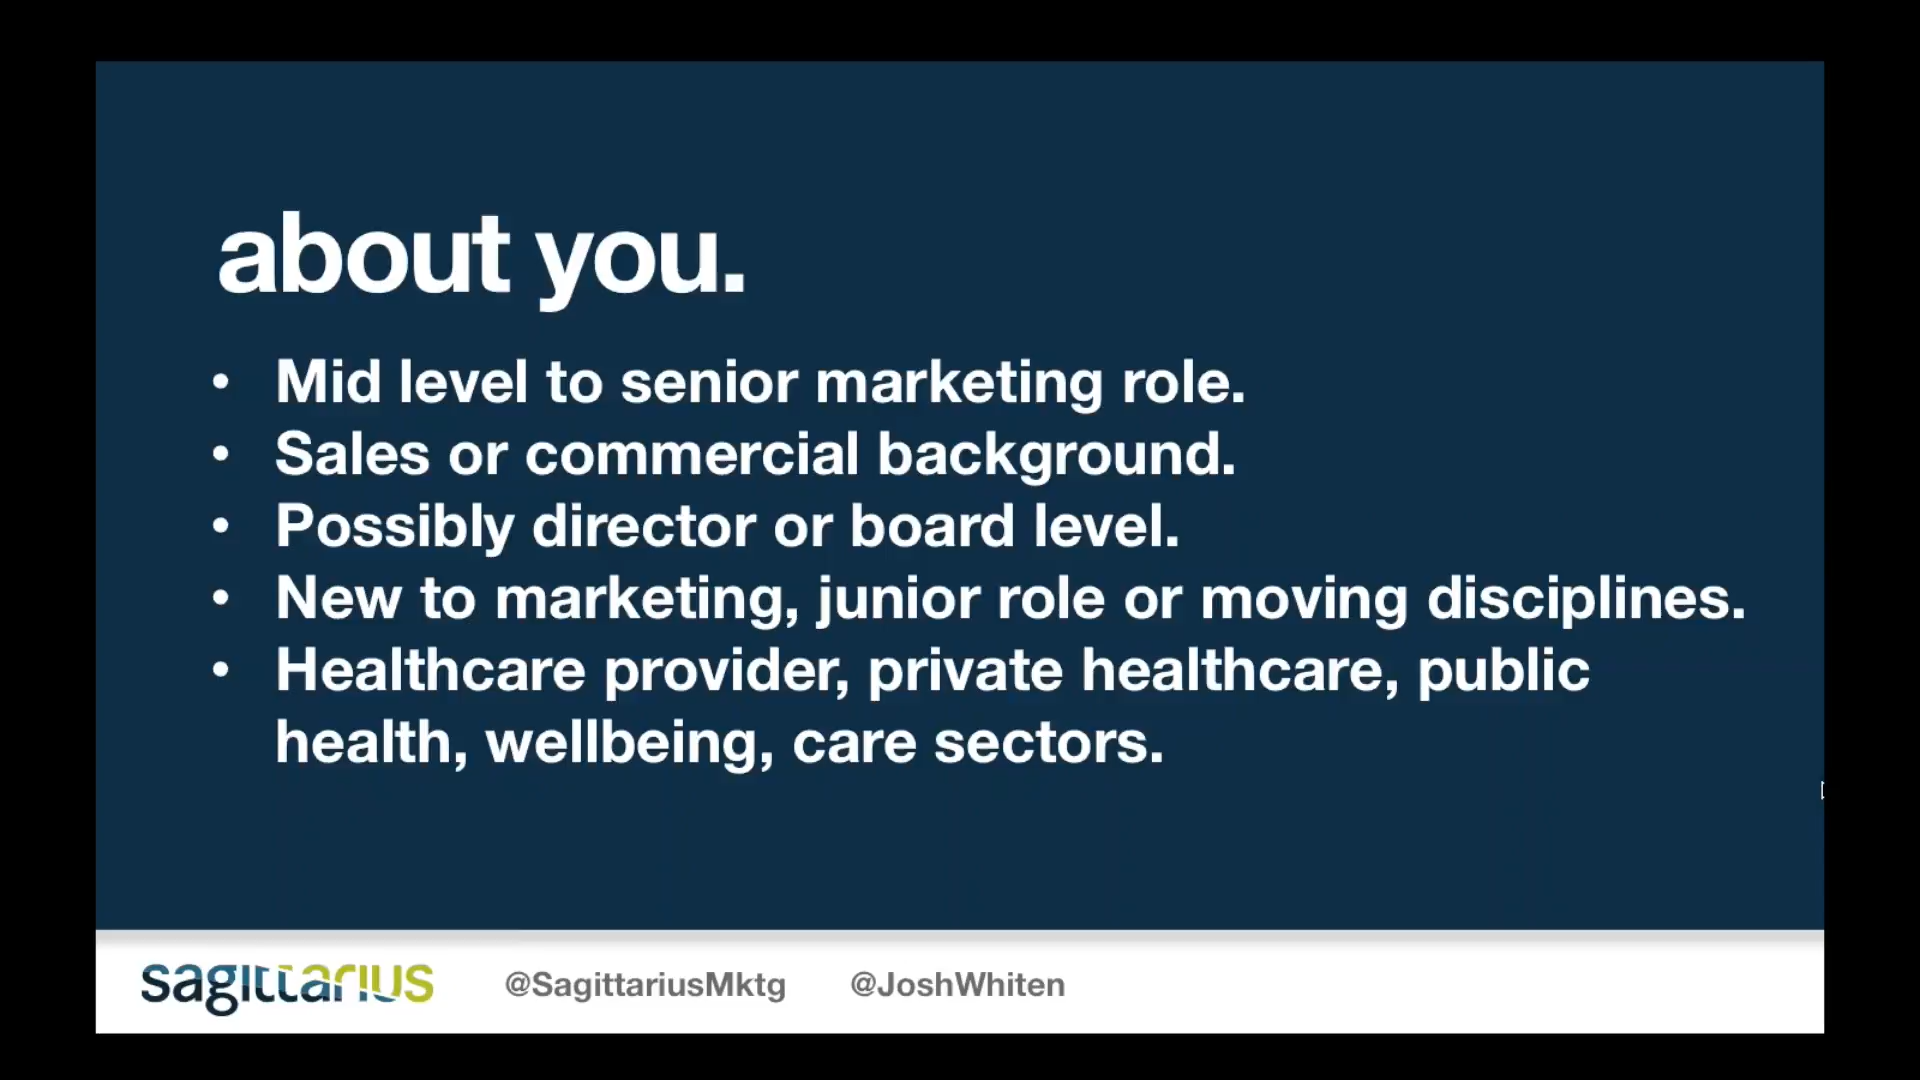 about you.
• Mid level to senior marketing role.
• Sales or commercial background.
• Possibly director or board level.
• New to marketing, junior role or moving disciplines.
• Healthcare provider, private healthcare, public
health, wellbeing, care sectors.
sagittarius @SagittariusMktg @JoshWhiten